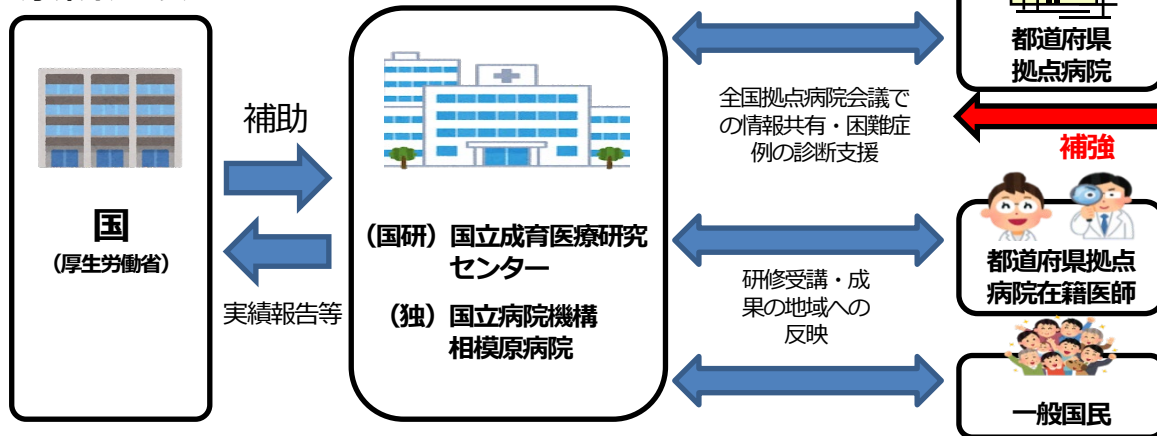 補助
国
（厚生労働省）
実績報告等
（国研）国立成育医療研究
センター
（独）国立病院機構
相模原病院
全国拠点病院会議で
の情報共有・困難症
例の診断支援
研修受講・成
果の地域への
反映
都道府県
拠点病院
補強
都道府県拠点
病院在籍医師
一般国民